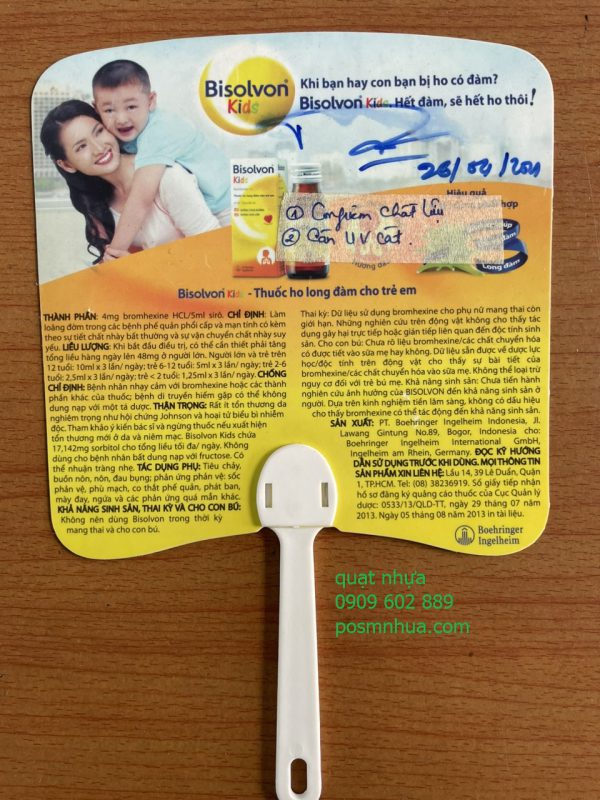 Bisolvon Kids
Khi bạn hay con bạn bị ho có đàm?
Bisolvon Kids. Hết đàm, sẽ hết ho thôi!
26/04/2011
Bisolvon
Kids
Hiệu quả
① Confirm chất liệu
② Cán UV cát.
Hương dâu
Long đàm
Bisolvon Kids - Thuốc ho long đàm cho trẻ em
THÀNH PHẦN: 4mg bromhexine HCL/5ml sirô. CHỈ ĐỊNH: Làm
loãng đờm trong các bệnh phế quản phổi cấp và mạn tính có kèm
theo sự tiết chất nhày bất thường và sự vận chuyển chất nhày suy
yếu. LIỀU LƯỢNG: Khi bắt đầu điều trị, có thể cần thiết phải tăng
tổng liều hàng ngày lên 48mg ở người lớn. Người lớn và trẻ trên
12 tuổi: 10ml x 3 lần/ ngày; trẻ 6-12 tuổi: 5ml x 3 lần/ ngày; trẻ 2-6
tuổi: 2,5ml x 3 lần/ ngày; trẻ < 2 tuổi: 1,25ml x 3 lần/ ngày. CHỐNG
CHỈ ĐỊNH: Bệnh nhân nhạy cảm với bromhexine hoặc các thành
phần khác của thuốc; bệnh di truyền hiếm gặp có thể không
dung nạp với một tá dược. THẬN TRỌNG: Rất ít tổn thương da
nghiêm trọng như hội chứng Johnson và hoại tử biểu bì nhiễm
độc. Tham khảo ý kiến bác sĩ và ngừng thuốc nếu xuất hiện
tổn thương mới ở da và niêm mạc. Bisolvon Kids chứa
17,142mg sorbitol cho tổng liều tối đa/ ngày. Không
dùng cho bệnh nhân bất dung nạp với fructose. Có
thể nhuận tràng nhẹ. TÁC DỤNG PHỤ: Tiêu chảy,
buồn nôn, nôn, đau bụng; phản ứng phản vệ: sốc
phản vệ, phù mạch, co thắt phế quản, phát ban,
mày đay, ngứa và các phản ứng quá mẫn khác.
KHẢ NĂNG SINH SẢN, THAI KỲ VÀ CHO CON BÚ:
Không nên dùng Bisolvon trong thời kỳ
mang thai và cho con bú.
Thai kỳ: Dữ liệu sử dụng bromhexine cho phụ nữ mang thai còn
giới hạn. Những nghiên cứu trên động vật không cho thấy tác
dụng gây hại trực tiếp hoặc gián tiếp liên quan đến độc tính sinh
sản. Cho con bú: Chưa rõ liệu bromhexine/các chất chuyển hóa
có được tiết vào sữa mẹ hay không. Dữ liệu sẵn có về dược lực
học/độc tính trên động vật cho thấy sự bài tiết của
bromhexine/các chất chuyển hóa vào sữa mẹ. Không thể loại trừ
nguy cơ đối với trẻ bú mẹ. Khả năng sinh sản: Chưa tiến hành
nghiên cứu ảnh hưởng của BISOLVON đến khả năng sinh sản ở
người. Dựa trên kinh nghiệm tiền lâm sàng, không có dấu hiệu
cho thấy bromhexine có thể tác động đến khả năng sinh sản.
SẢN XUẤT: PT. Boehringer Ingelheim Indonesia, Jl.
Lawang Gintung No.89, Bogor, Indonesia cho:
Boehringer Ingelheim International GmbH,
Ingelheim am Rhein, Germany. ĐỌC KỸ HƯỚNG
DẪN SỬ DỤNG TRƯỚC KHI DÙNG. MỌI THÔNG TIN
SẢN PHẨM XIN LIÊN HỆ: Lầu 14, 39 Lê Duẩn, Quận
1, TP.HCM. Tel: (08) 38236919. Số giấy tiếp nhận
hồ sơ đăng ký quảng cáo thuốc của Cục Quản lý
dược: 0533/13/QLD-TT, ngày 29 tháng 07 năm
2013. Ngày 05 tháng 08 năm 2013 in tài liệu.
Boehringer
Ingelheim
quạt nhựa
0909 602 889
posmnhua.com